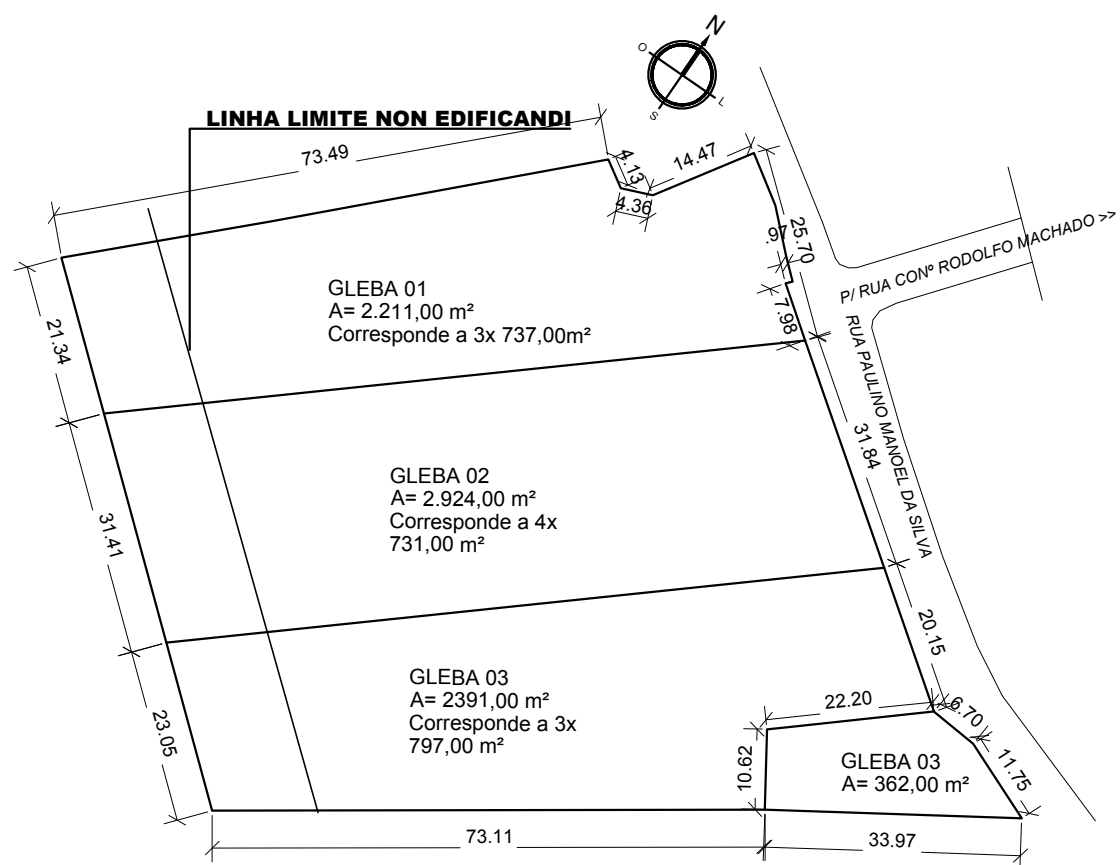 N
O
L
S
LINHA LIMITE NON EDIFICANDI
73.49
4.13
4.36
14.47
25.70
.97
7.98
P/ RUA CONº RODOLFO MACHADO >>
RUA PAULINO MANOEL DA SILVA
GLEBA 01
A= 2.211,00 m²
Corresponde a 3x 737,00m²
21.34
31.84
GLEBA 02
A= 2.924,00 m²
Corresponde a 4x
731,00 m²
31.41
20.15
GLEBA 03
A= 2391,00 m²
Corresponde a 3x
797,00 m²
23.05
22.20
6.70
10.62
GLEBA 03
A= 362,00 m²
11.75
73.11
33.97